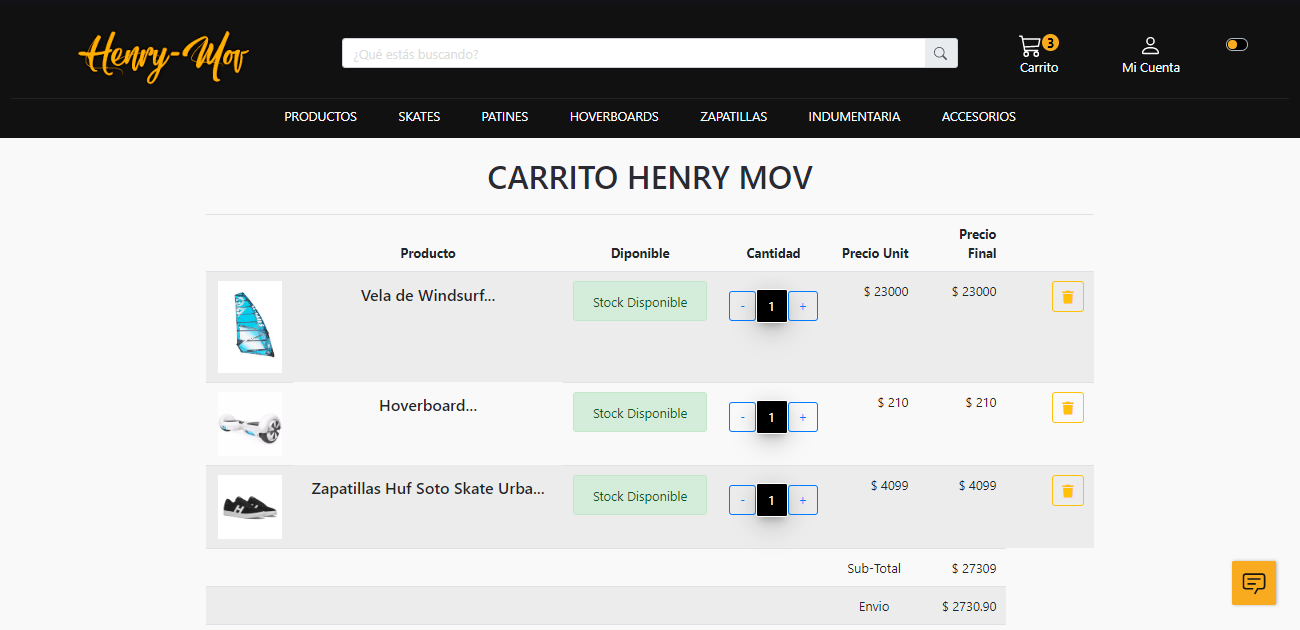 Henry-Mov
¿Qué estás buscando?
3
Carrito
Mi Cuenta
PRODUCTOS SKATES PATINES HOVERBOARDS ZAPATILLAS INDUMENTARIA ACCESORIOS
CARRITO HENRY MOV
Producto Diponible Cantidad Precio Unit Precio Final
Vela de Windsurf... Stock Disponible - 1 + $ 23000 $ 23000
Hoverboard... Stock Disponible - 1 + $ 210 $ 210
Zapatillas Huf Soto Skate Urba... Stock Disponible - 1 + $ 4099 $ 4099
Sub-Total $ 27309
Envio $ 2730.90